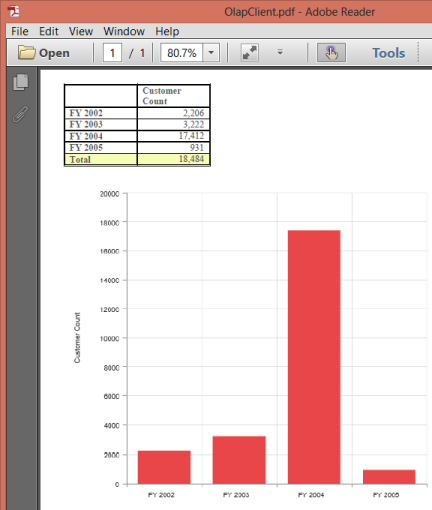 OlapClient.pdf - Adobe Reader
File Edit View Window Help
Open 1 / 1 80.7% Tools
Customer
Count
FY 2002 2,206
FY 2003 3,222
FY 2004 17,412
FY 2005 931
Total 18,484
20000
18000
16000
14000
12000
10000
8000
6000
4000
2000
0
Customer Count
FY 2002 FY 2003 FY 2004 FY 2005